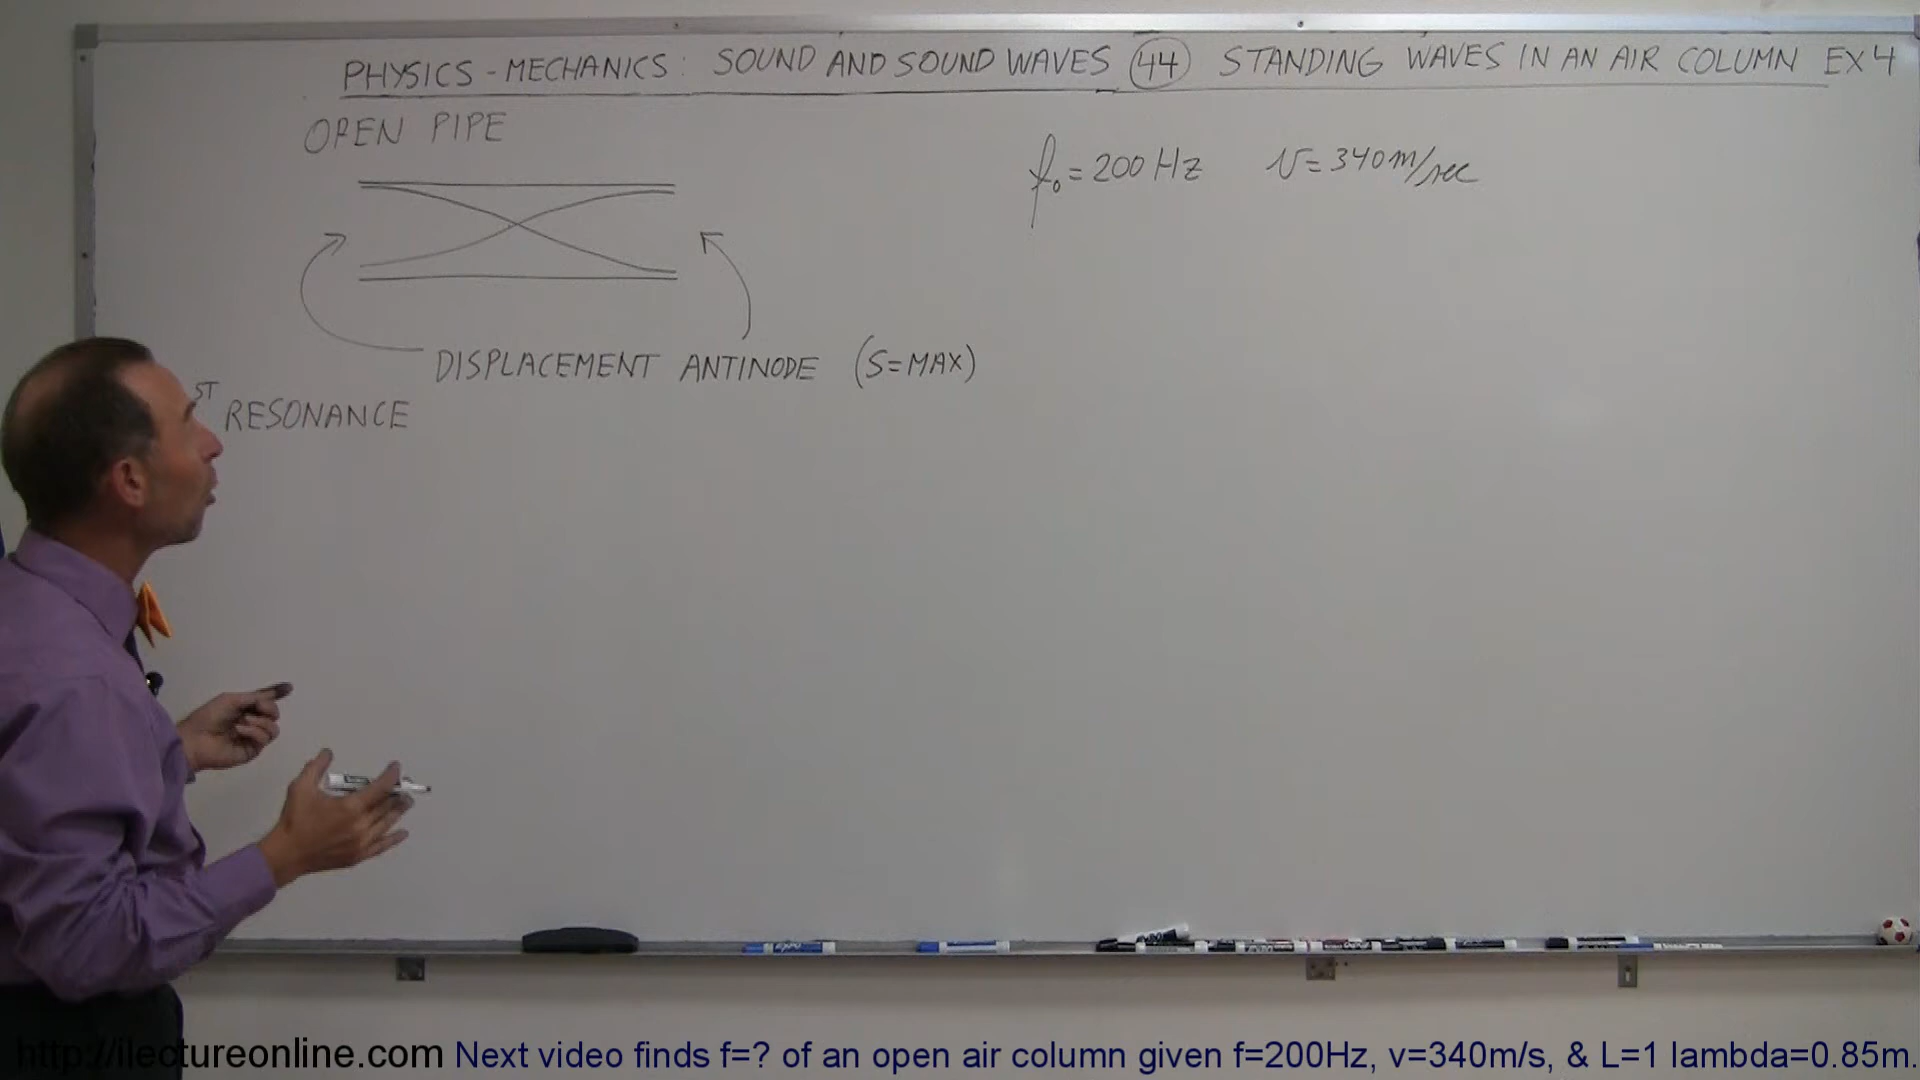 PHYSICS - MECHANICS: SOUND AND SOUND WAVES 44 STANDING WAVES IN AN AIR COLUMN EX 4
OPEN PIPE
f₀ = 200 Hz v = 340 m/sec
DISPLACEMENT ANTINODE (S=MAX)
ST RESONANCE
http://ilectureonline.com Next video finds f=? of an open air column given f=200Hz, v=340m/s, & L=1 lambda=0.85m.